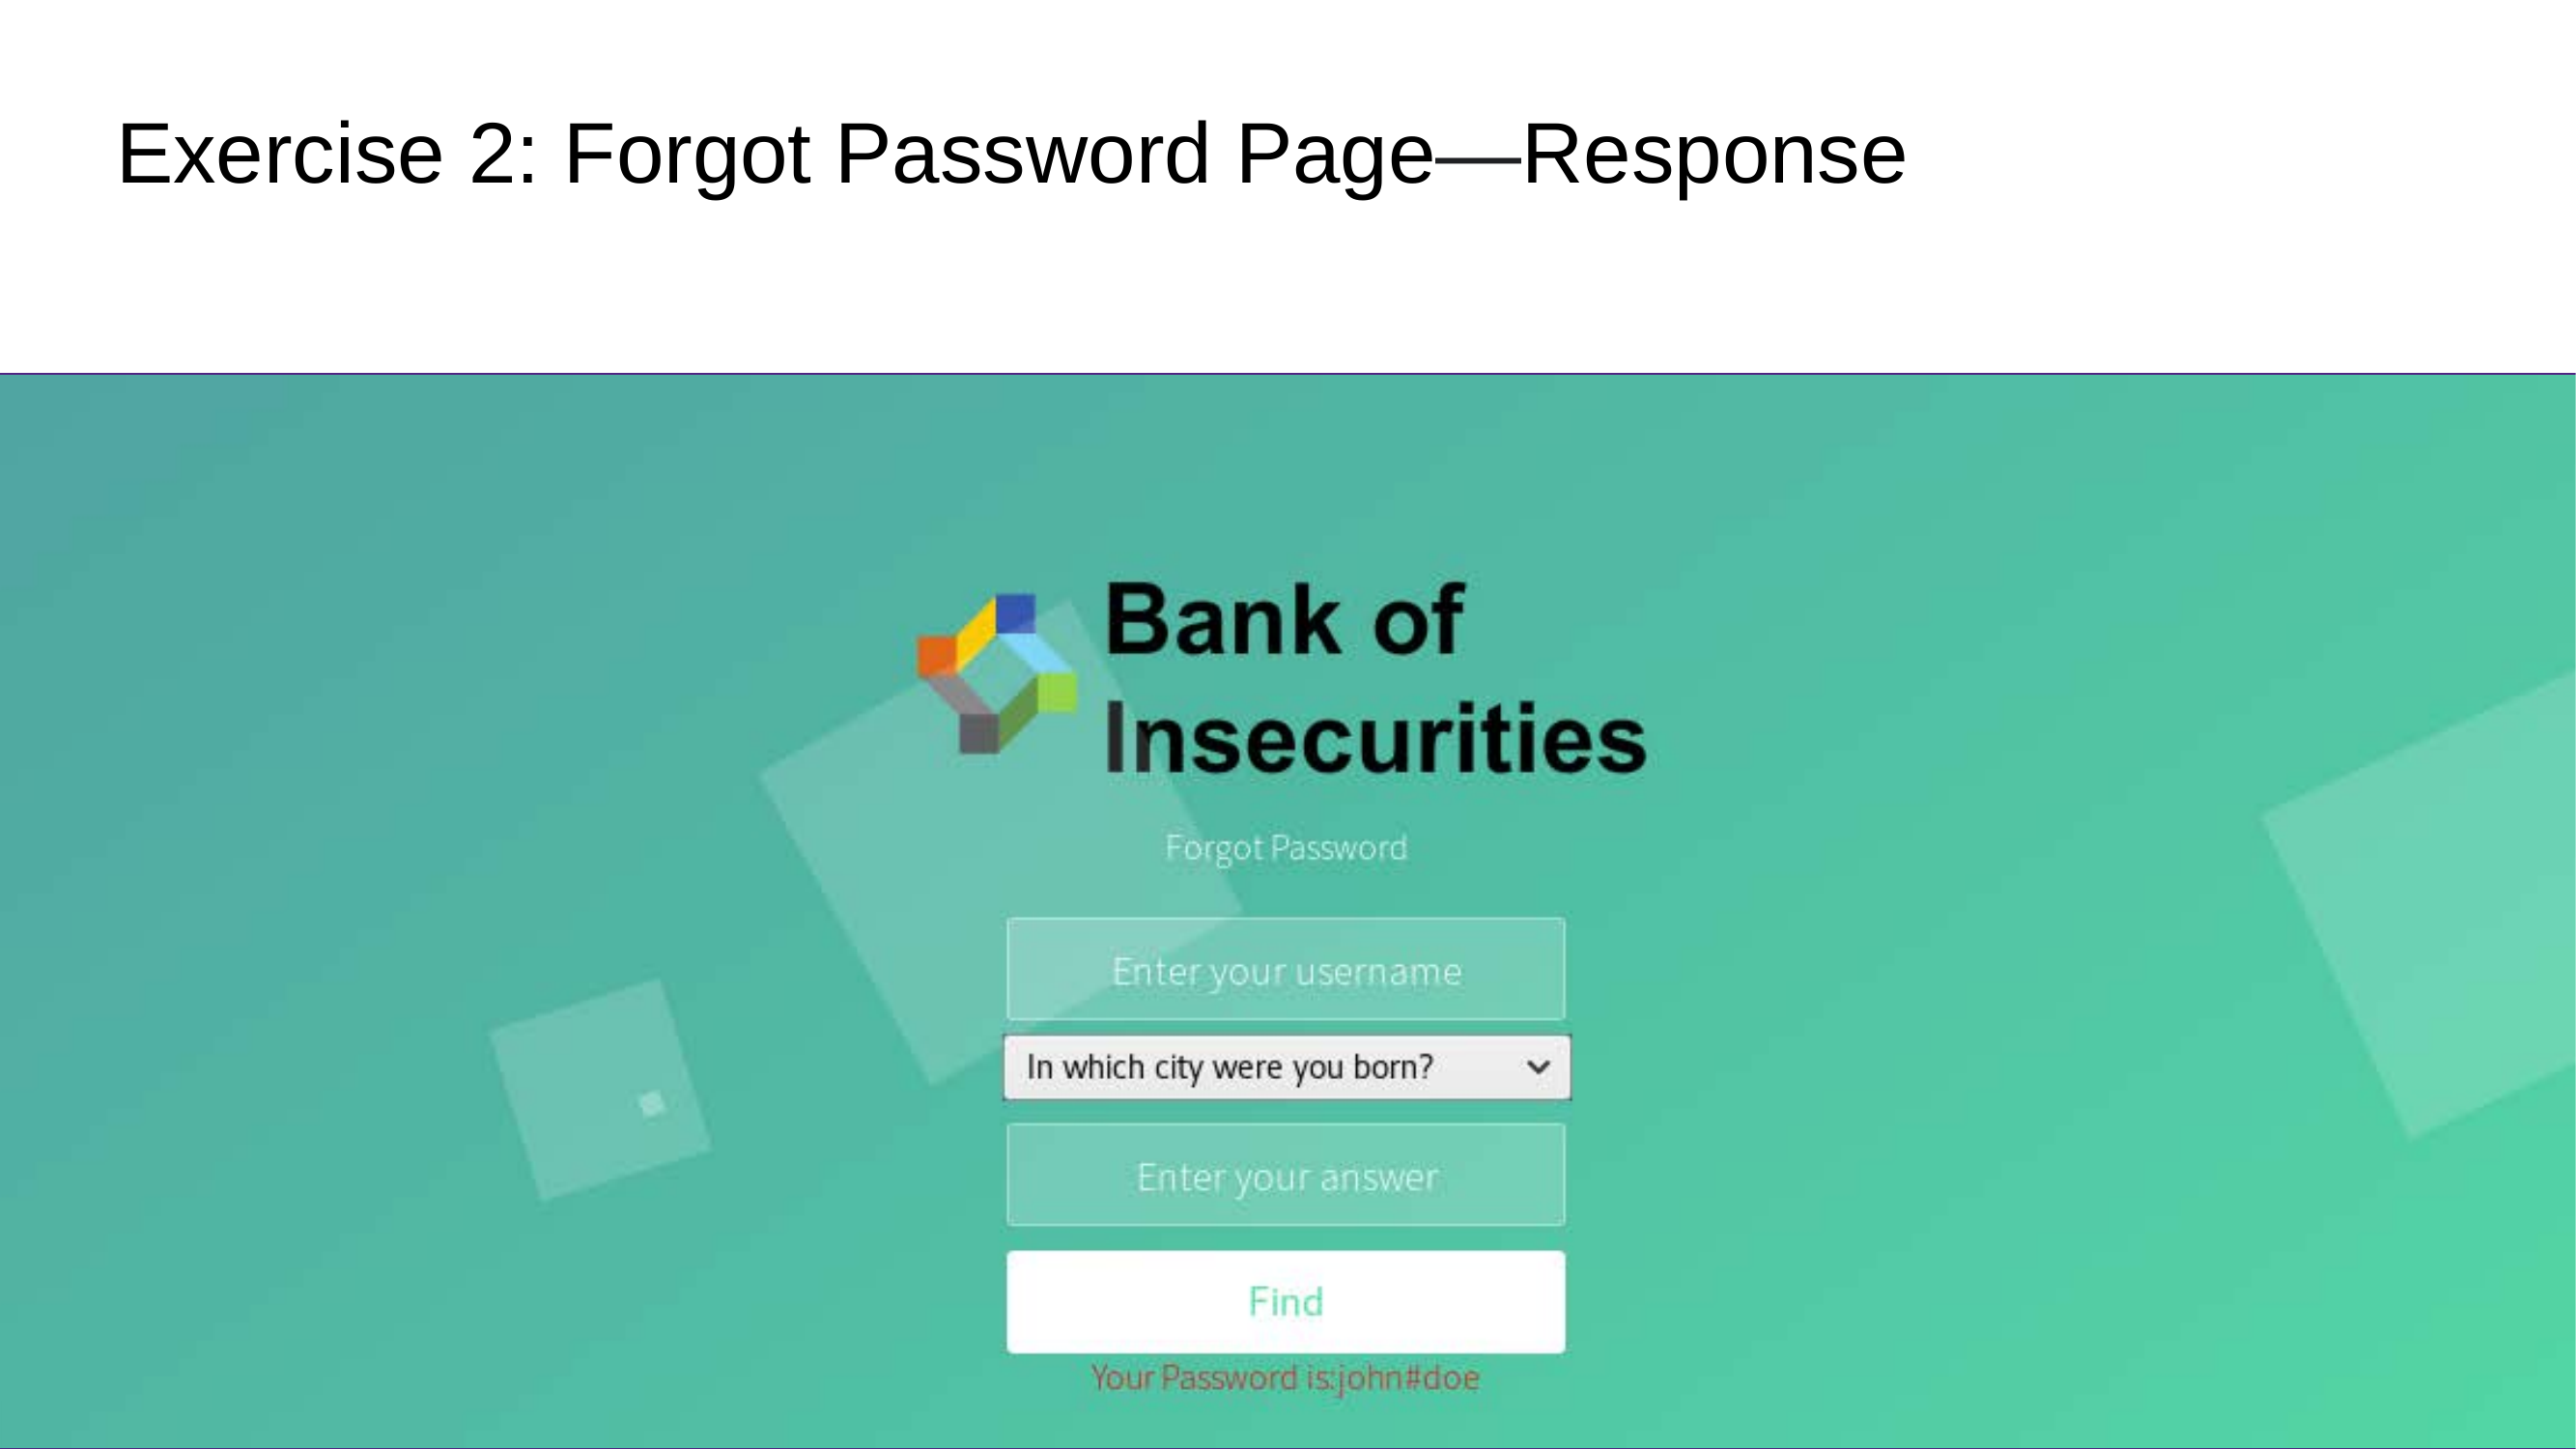 Exercise 2: Forgot Password Page—Response
Bank of
Insecurities
Forgot Password
Enter your username
In which city were you born?
Enter your answer
Find
Your Password is:john#doe